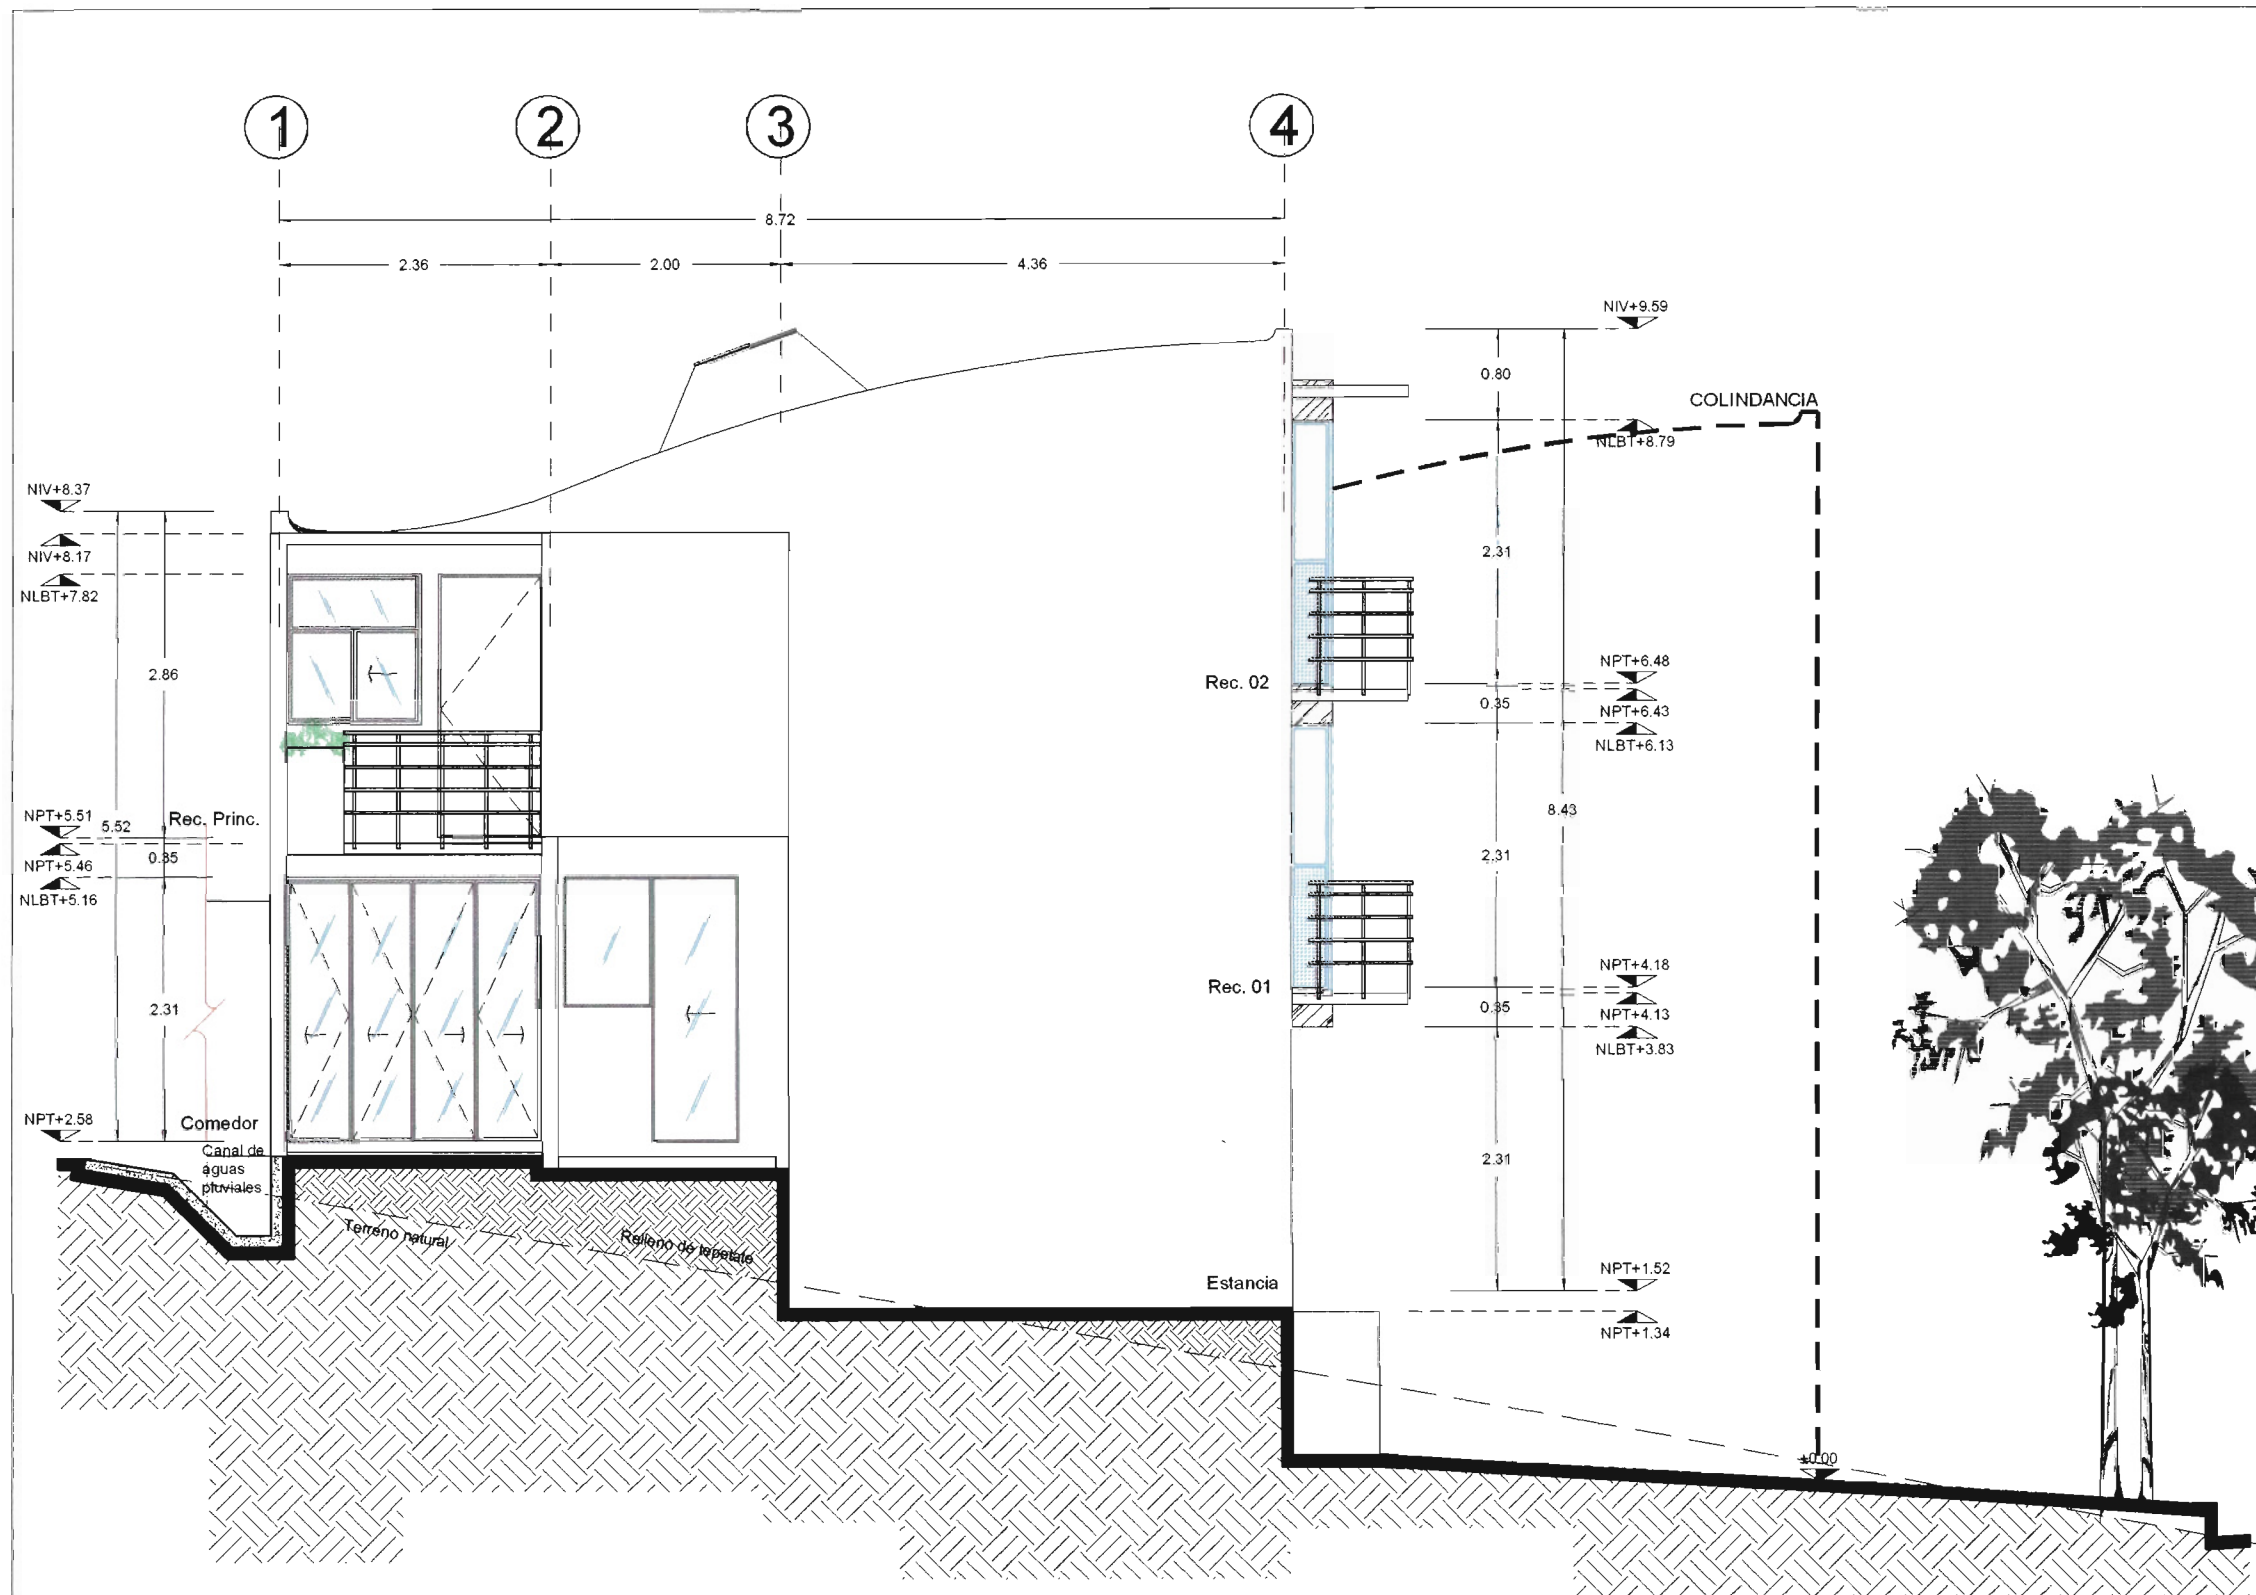 1 2 3 4
8.72
2.36 2.00 4.36
NIV+9.59
0.80
COLINDANCIA
NLBT+8.79
NIV+8.37
NIV+8.17
NLBT+7.82
2.31
2.86
Rec. 02
NPT+6.48
0.35
NPT+6.43
NLBT+6.13
NPT+5.51
5.52
Rec. Princ.
8.43
NPT+5.46
0.35
NLBT+5.16
2.31
2.31
Rec. 01
NPT+4.18
0.35
NPT+4.13
NLBT+3.83
NPT+2.58
Comedor
Canal de
aguas
pluviales
2.31
Terreno natural
Relleno de tepetate
Estancia
NPT+1.52
NPT+1.34
±0.00